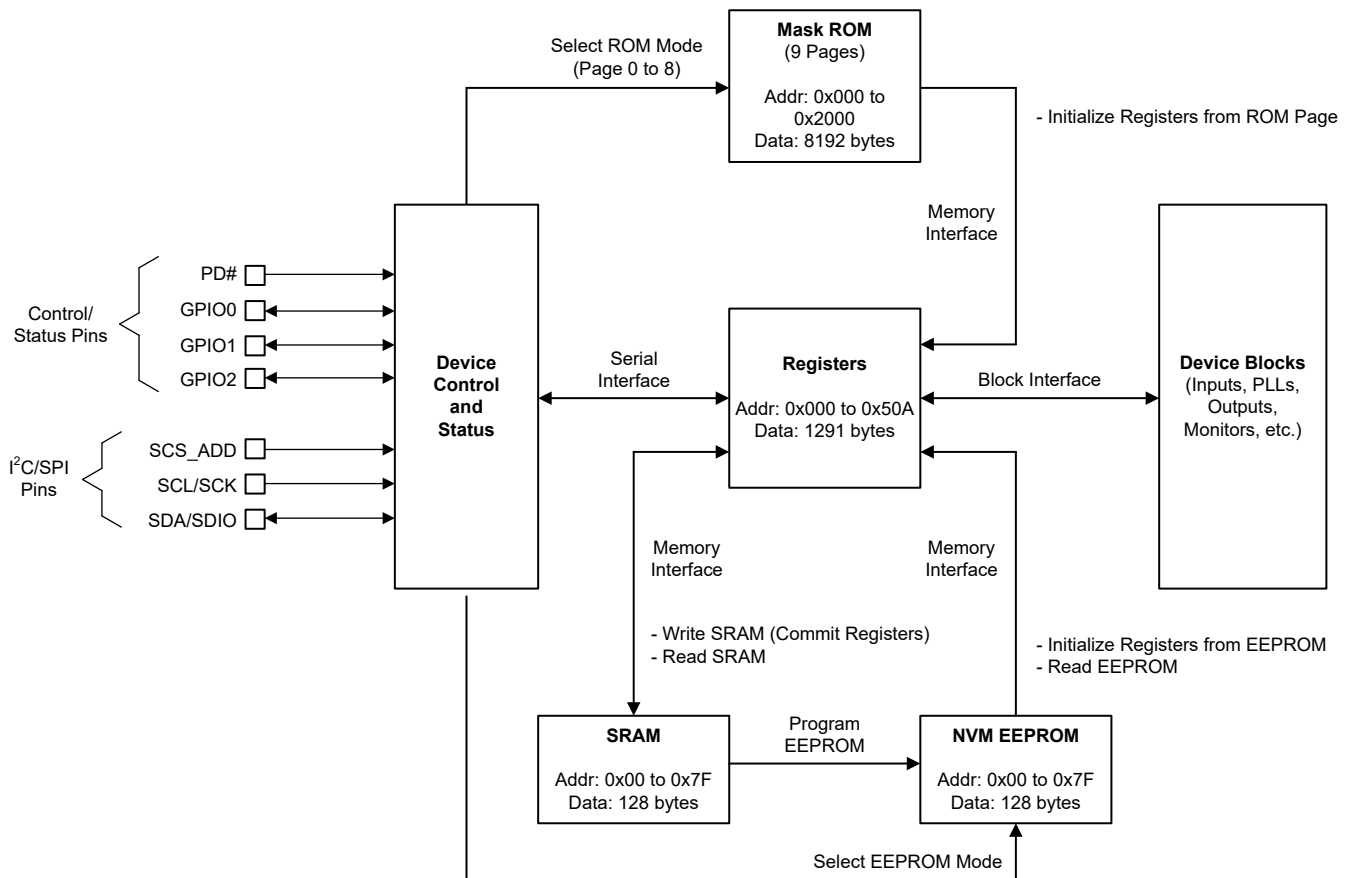 Mask ROM
(9 Pages)
Addr: 0x000 to
0x2000
Data: 8192 bytes
Select ROM Mode
(Page 0 to 8)
- Initialize Registers from ROM Page
Memory
Interface
Control/
Status Pins
PD#
GPIO0
GPIO1
GPIO2
I²C/SPI
Pins
SCS_ADD
SCL/SCK
SDA/SDIO
Device
Control
and
Status
Serial
Interface
Registers
Addr: 0x000 to 0x50A
Data: 1291 bytes
Block Interface
Device Blocks
(Inputs, PLLs,
Outputs,
Monitors, etc.)
Memory
Interface
Memory
Interface
- Write SRAM (Commit Registers)
- Read SRAM
- Initialize Registers from EEPROM
- Read EEPROM
SRAM
Addr: 0x00 to 0x7F
Data: 128 bytes
Program
EEPROM
NVM EEPROM
Addr: 0x00 to 0x7F
Data: 128 bytes
Select EEPROM Mode